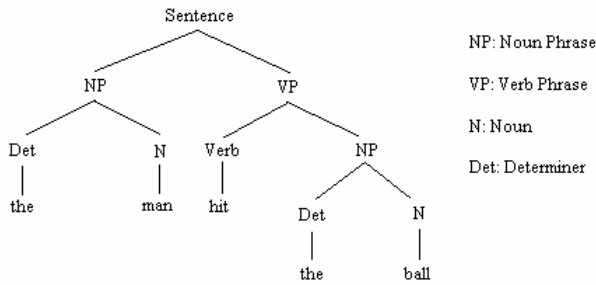 Sentence
NP: Noun Phrase
NP VP
VP: Verb Phrase
N: Noun
Det N Verb NP
Det: Determiner
the man hit
Det N
the ball